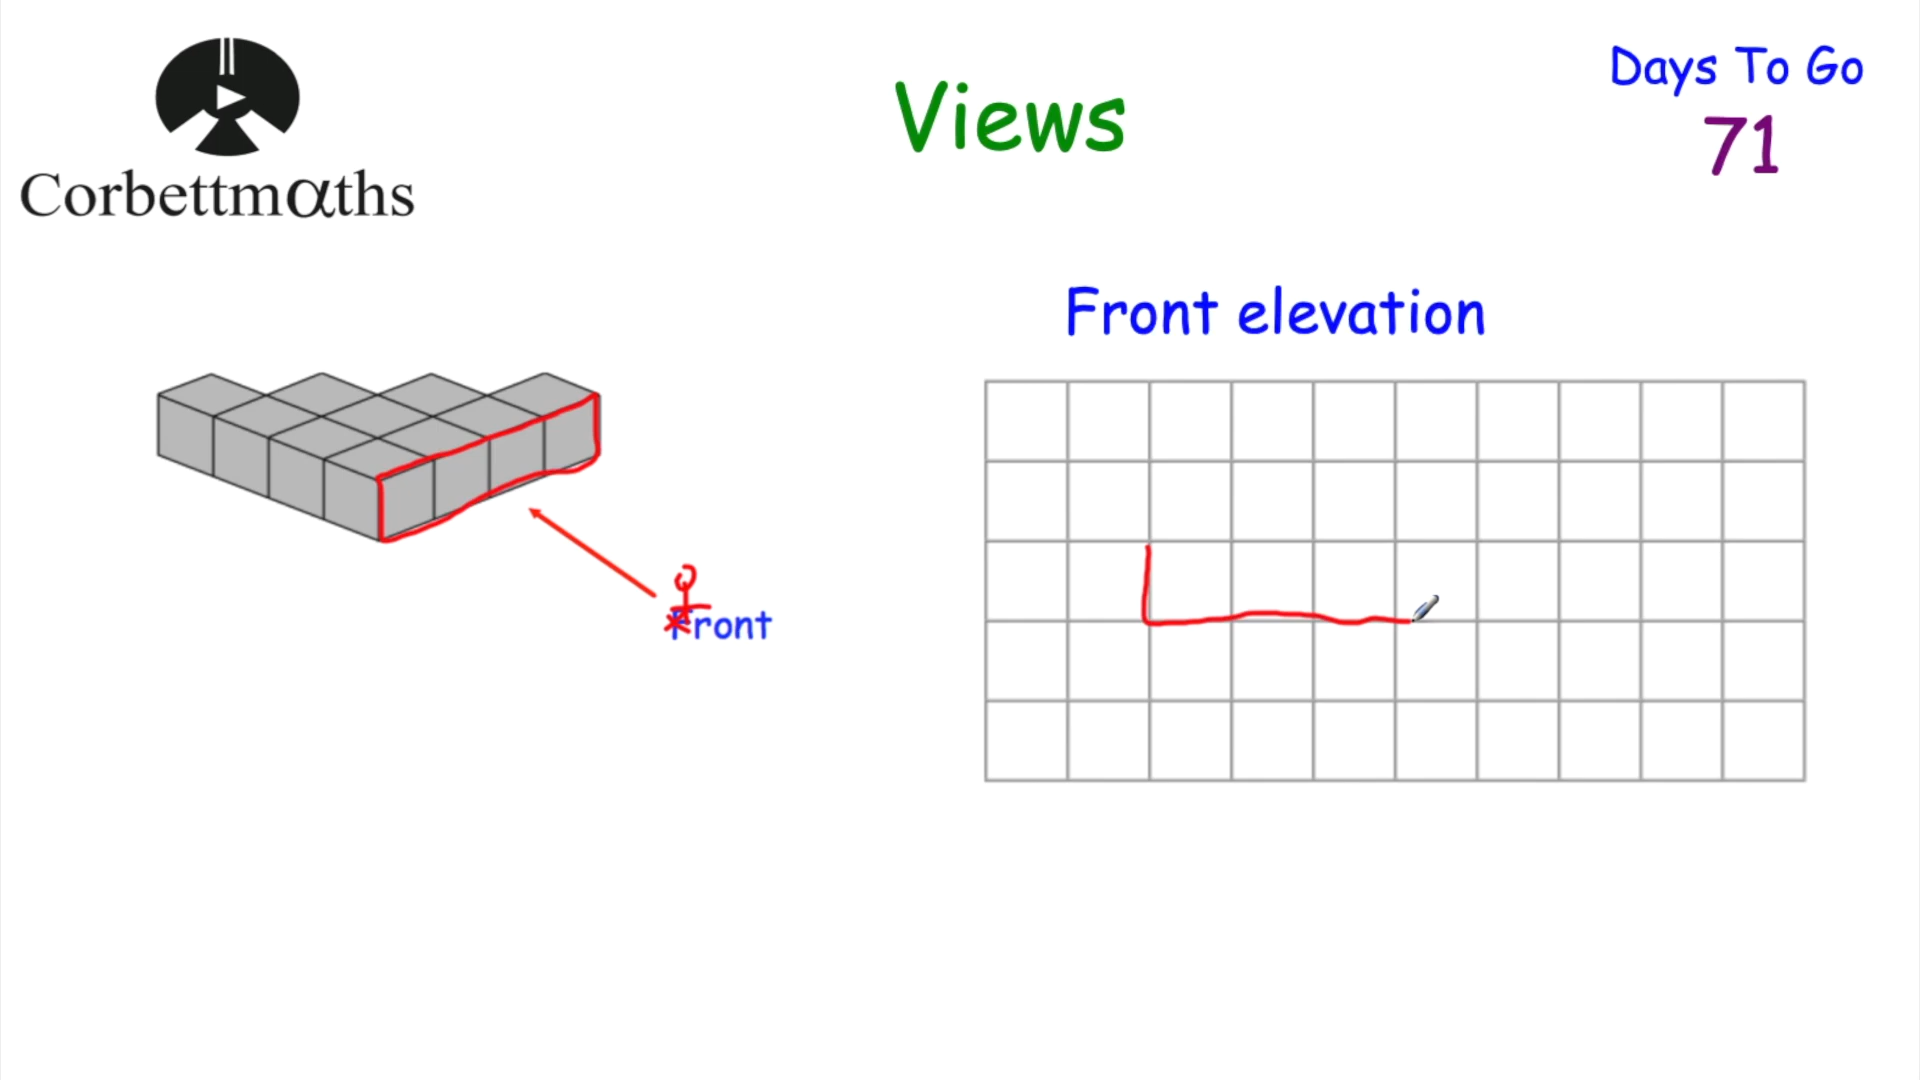 Corbettmαths
Views
Days To Go
71
Front elevation
Front